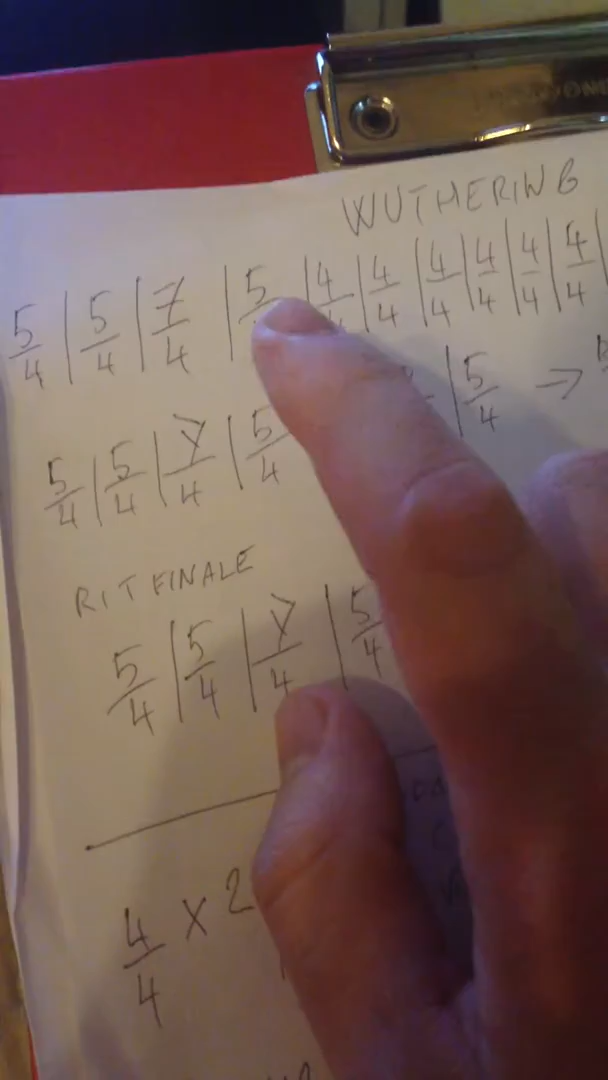 WUTHERING
5/4 | 5/4 | 7/4 | 5 | 4/4 | 4/4 | 4/4 | 4/4 | 4/4 | 4/4 |
5/4 | 5/4 | 7/4 | 5/4 | 5/4 →
RIT FINALE
5/4 | 5/4 | 7/4 | 5/4
4/4 x 2